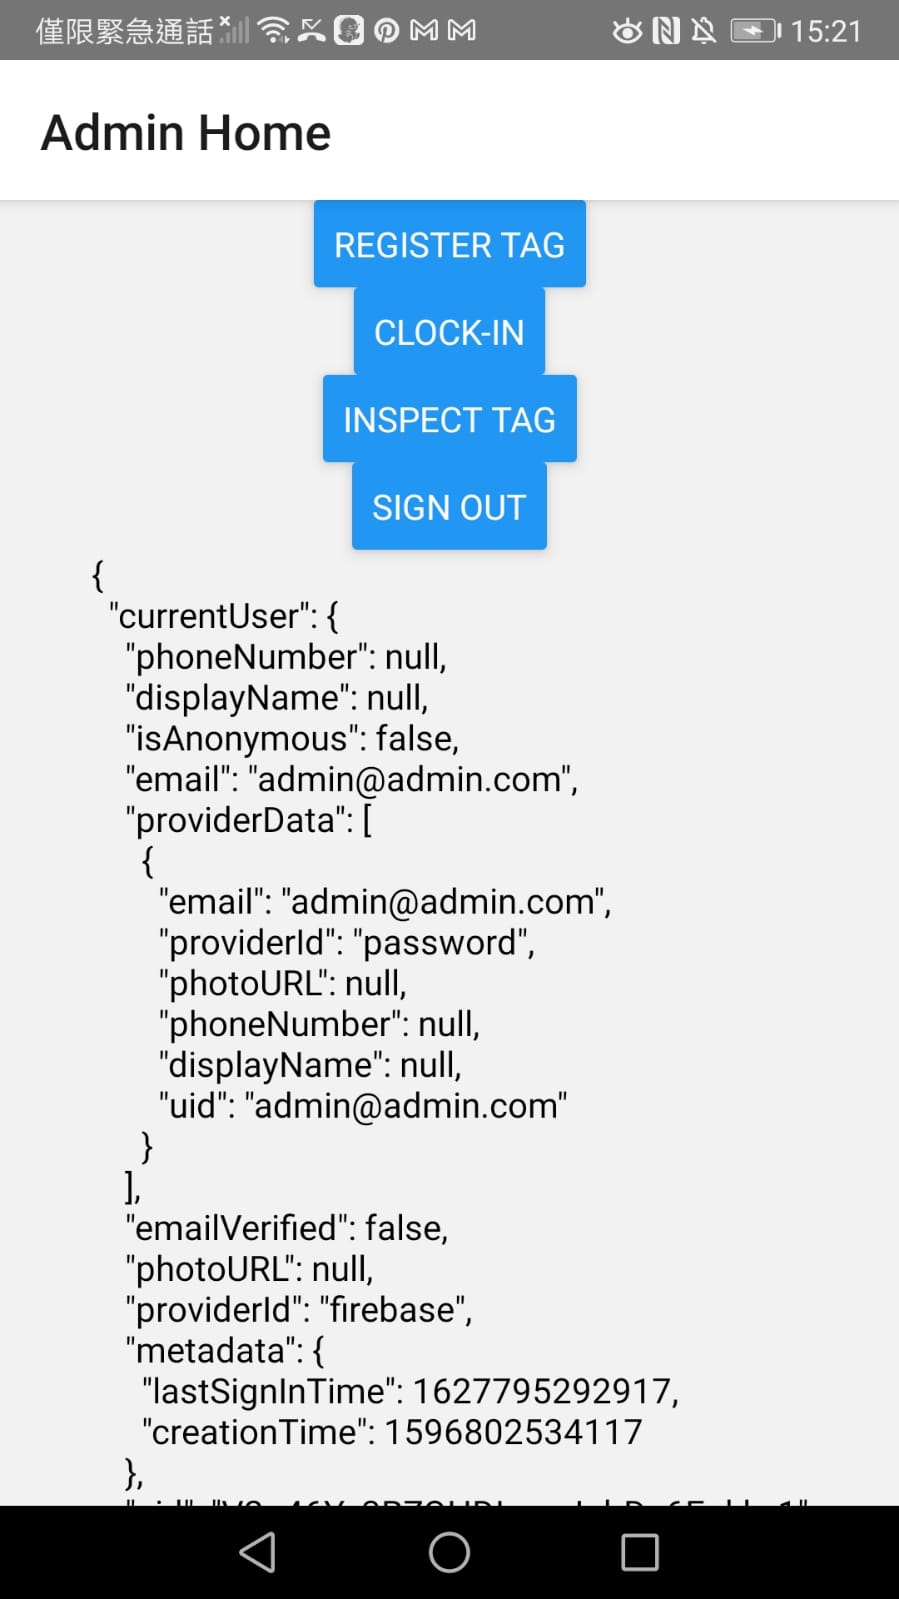 僅限緊急通話 15:21
Admin Home
REGISTER TAG
CLOCK-IN
INSPECT TAG
SIGN OUT
{
"currentUser": {
"phoneNumber": null,
"displayName": null,
"isAnonymous": false,
"email": "admin@admin.com",
"providerData": [
{
"email": "admin@admin.com",
"providerId": "password",
"photoURL": null,
"phoneNumber": null,
"displayName": null,
"uid": "admin@admin.com"
}
],
"emailVerified": false,
"photoURL": null,
"providerId": "firebase",
"metadata": {
"lastSignInTime": 1627795292917,
"creationTime": 1596802534117
},